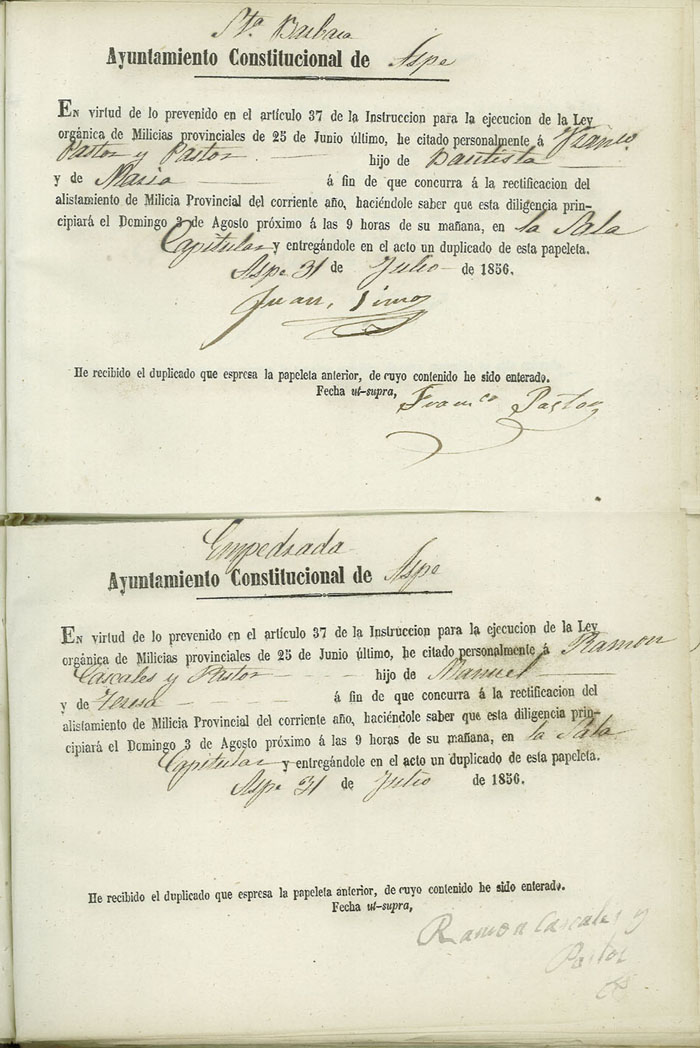 Sta. Barbara
Ayuntamiento Constitucional de Aspe
EN virtud de lo prevenido en el artículo 37 de la Instruccion para la ejecucion de la Ley
orgánica de Milicias provinciales de 25 de Junio último, he citado personalmente á Franco.
Pastor y Pastor hijo de Bautista
y de Maria á fin de que concurra á la rectificacion del
alistamiento de Milicia Provincial del corriente año, haciéndole saber que esta diligencia prin-
cipiará el Domingo 3 de Agosto próximo á las 9 horas de su mañana, en la Sala
Capitular y entregándole en el acto un duplicado de esta papeleta.
Aspe 31 de Julio de 1856.
Juan Simo
He recibido el duplicado que espresa la papeleta anterior, de cuyo contenido he sido enterado.
Fecha ut-supra,
Franco Pastor
Empedrada
Ayuntamiento Constitucional de Aspe
EN virtud de lo prevenido en el artículo 37 de la Instruccion para la ejecucion de la Ley
orgánica de Milicias provinciales de 25 de Junio último, he citado personalmente á Ramon
Cascales y Pastor hijo de Manuel
y de Teresa á fin de que concurra á la rectificacion del
alistamiento de Milicia Provincial del corriente año, haciéndole saber que esta diligencia prin-
cipiará el Domingo 3 de Agosto próximo á las 9 horas de su mañana, en la Sala
Capitular y entregándole en el acto un duplicado de esta papeleta.
Aspe 31 de Julio de 1856.
He recibido el duplicado que espresa la papeleta anterior, de cuyo contenido he sido enterado.
Fecha ut-supra,
Ramon Cascales y
Pastor